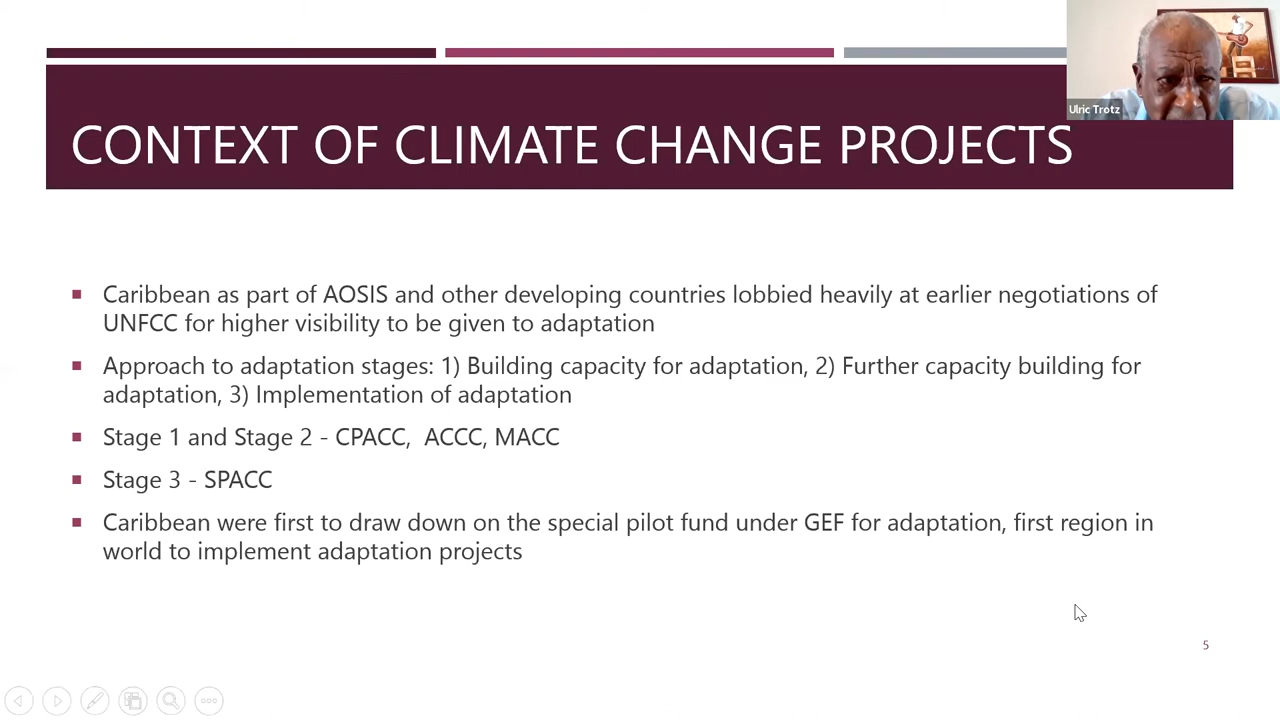 Ulric Trotz
CONTEXT OF CLIMATE CHANGE PROJECTS
Caribbean as part of AOSIS and other developing countries lobbied heavily at earlier negotiations of
UNFCC for higher visibility to be given to adaptation
Approach to adaptation stages: 1) Building capacity for adaptation, 2) Further capacity building for
adaptation, 3) Implementation of adaptation
Stage 1 and Stage 2 - CPACC, ACCC, MACC
Stage 3 - SPACC
Caribbean were first to draw down on the special pilot fund under GEF for adaptation, first region in
world to implement adaptation projects
5